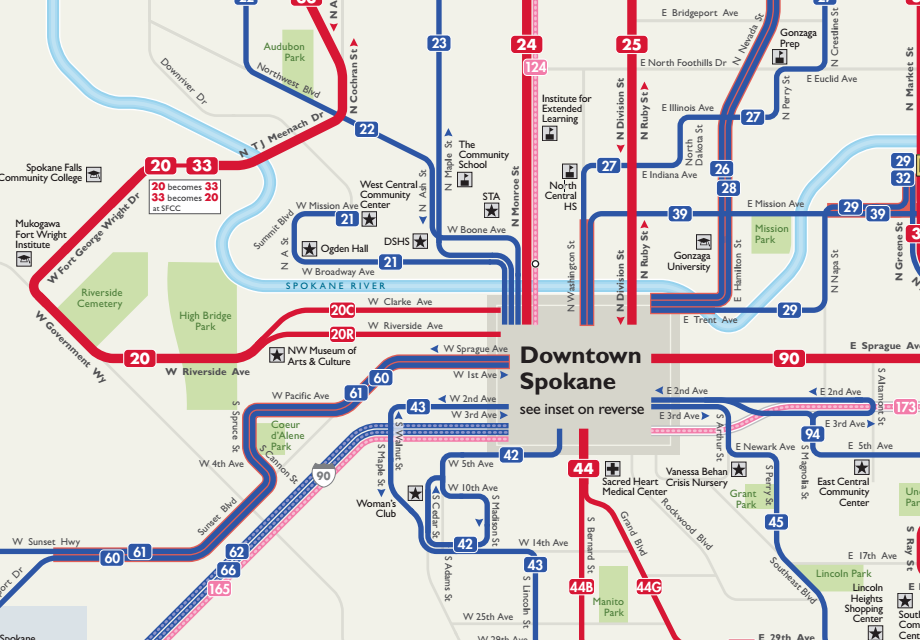 22
33
N A
23
24
124
25
E Bridgeport Ave
N Nevada St
27
N Crestline St
Gonzaga
Prep
Audubon
Park
N Cochran St
E North Foothills Dr
E Euclid Ave
N Market St
Downriver Dr
Northwest Blvd
Institute for
Extended
Learning
N Division St
N Ruby St
E Illinois Ave
27
N Perry St
N T J Meenach Dr
22
North
Dakota St
The
Community
School
N Maple St
N Ash St
Spokane Falls
Community College
20
33
20 becomes 33
33 becomes 20
at SFCC
West Central
Community
Center
STA
N Monroe St
North
Central
HS
27
E Indiana Ave
26
28
29
32
W Mission Ave
21
Summit Blvd
N A St
Ogden Hall
DSHS
W Boone Ave
39
E Mission Ave
29
39
Mukogawa
Fort Wright
Institute
W Fort George Wright Dr
21
W Broadway Ave
SPOKANE RIVER
N Washington St
N Division St
N Ruby St
Gonzaga
University
E Hamilton St
Mission
Park
N Napa St
N Greene St
3
Riverside
Cemetery
High Bridge
Park
20C
W Clarke Ave
20R
W Riverside Ave
29
E Trent Ave
W Government Wy
20
W Riverside Ave
NW Museum of
Arts & Culture
W Sprague Ave
W 1st Ave
Downtown
Spokane
see inset on reverse
90
E Sprague Ave
60
61
W Pacific Ave
43
W 2nd Ave
W 3rd Ave
E 2nd Ave
E 3rd Ave
E 2nd Ave
E 3rd Ave
173
S Altamont St
S Spruce St
Coeur
d'Alene
Park
S Cannon St
W 4th Ave
90
S Maple St
S Walnut St
42
W 5th Ave
W 10th Ave
S Cedar St
S Madison St
Woman's
Club
44
Sacred Heart
Medical Center
Vanessa Behan
Crisis Nursery
S Arthur St
E Newark Ave
94
E 5th Ave
S Magnolia St
East Central
Community
Center
Grant
Park
S Perry St
Rockwood Blvd
Grand Blvd
S Bernard St
45
Sunset Blvd
W Sunset Hwy
60
61
62
66
165
42
W 14th Ave
43
S Adams St
S Lincoln St
44B
44G
Manito
Park
E 17th Ave
Southeast Blvd
Lincoln Park
Lincoln
Heights
Shopping
Center
S Ray St
W 25th Ave
W 29th Ave
E 29th Ave
Spokane